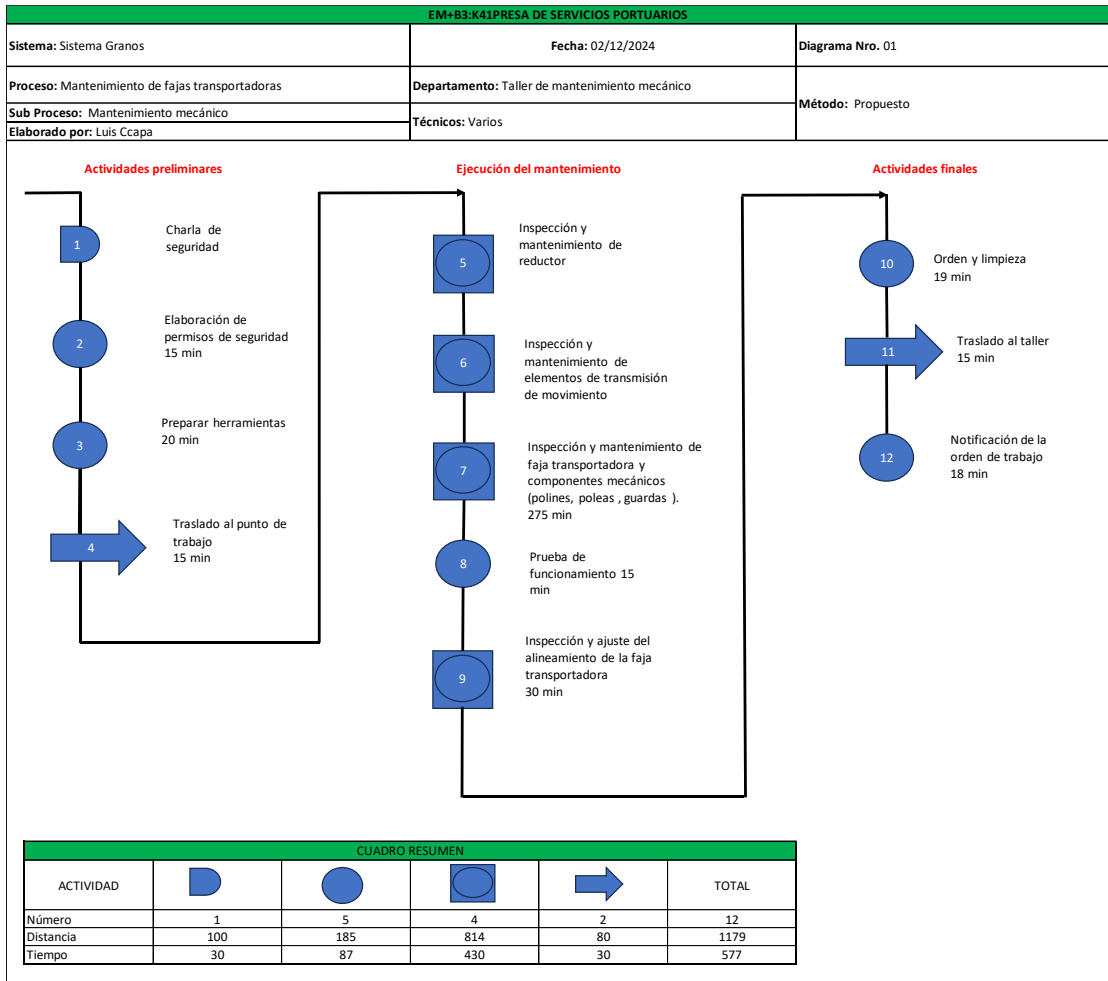 EM+B3:K41PRESA DE SERVICIOS PORTUARIOS
Sistema: Sistema Granos
Fecha: 02/12/2024
Diagrama Nro. 01
Proceso: Mantenimiento de fajas transportadoras
Departamento: Taller de mantenimiento mecánico
Método: Propuesto
Sub Proceso: Mantenimiento mecánico
Técnicos: Varios
Elaborado por: Luis Ccapa
Actividades preliminares
1
Charla de
seguridad
2
Elaboración de
permisos de seguridad
15 min
3
Preparar herramientas
20 min
4
Traslado al punto de
trabajo
15 min
Ejecución del mantenimiento
5
Inspección y
mantenimiento de
reductor
6
Inspección y
mantenimiento de
elementos de transmisión
de movimiento
7
Inspección y mantenimiento de
faja transportadora y
componentes mecánicos
(polines, poleas , guardas ).
275 min
8
Prueba de
funcionamiento 15
min
9
Inspección y ajuste del
alineamiento de la faja
transportadora
30 min
Actividades finales
10
Orden y limpieza
19 min
11
Traslado al taller
15 min
12
Notificación de la
orden de trabajo
18 min
CUADRO RESUMEN
ACTIVIDAD TOTAL
Número 1 5 4 2 12
Distancia 100 185 814 80 1179
Tiempo 30 87 430 30 577